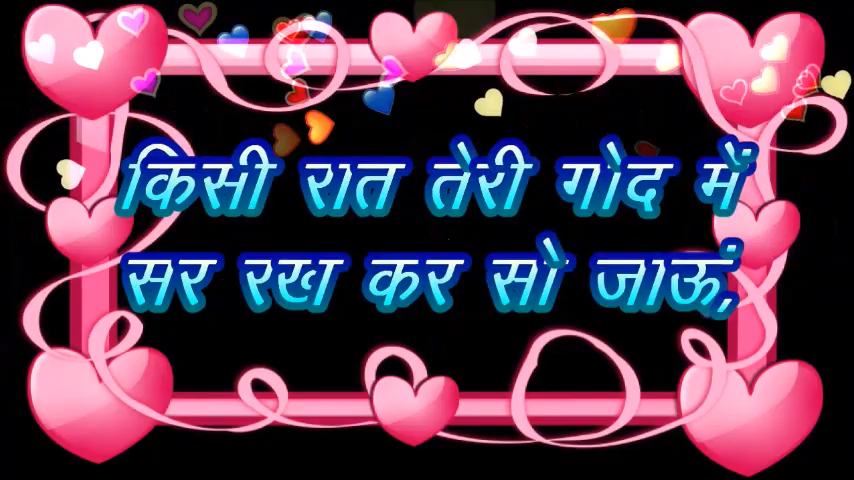 किसी रात तेरी गोद में
सर रख कर सो जाऊं,